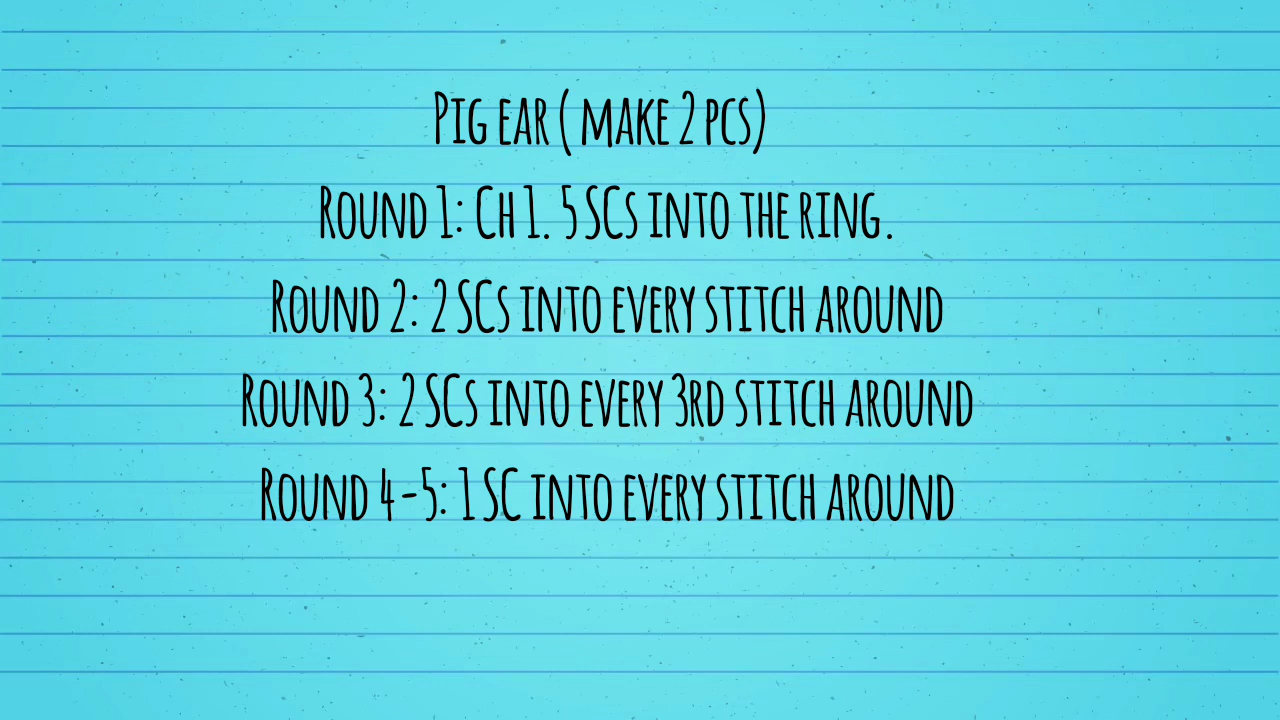 Pig ear ( make 2 pcs)
Round 1: Ch 1. 5 SCs into the ring.
Round 2: 2 SCs into every stitch around
Round 3: 2 SCs into every 3rd stitch around
Round 4-5: 1 SC into every stitch around